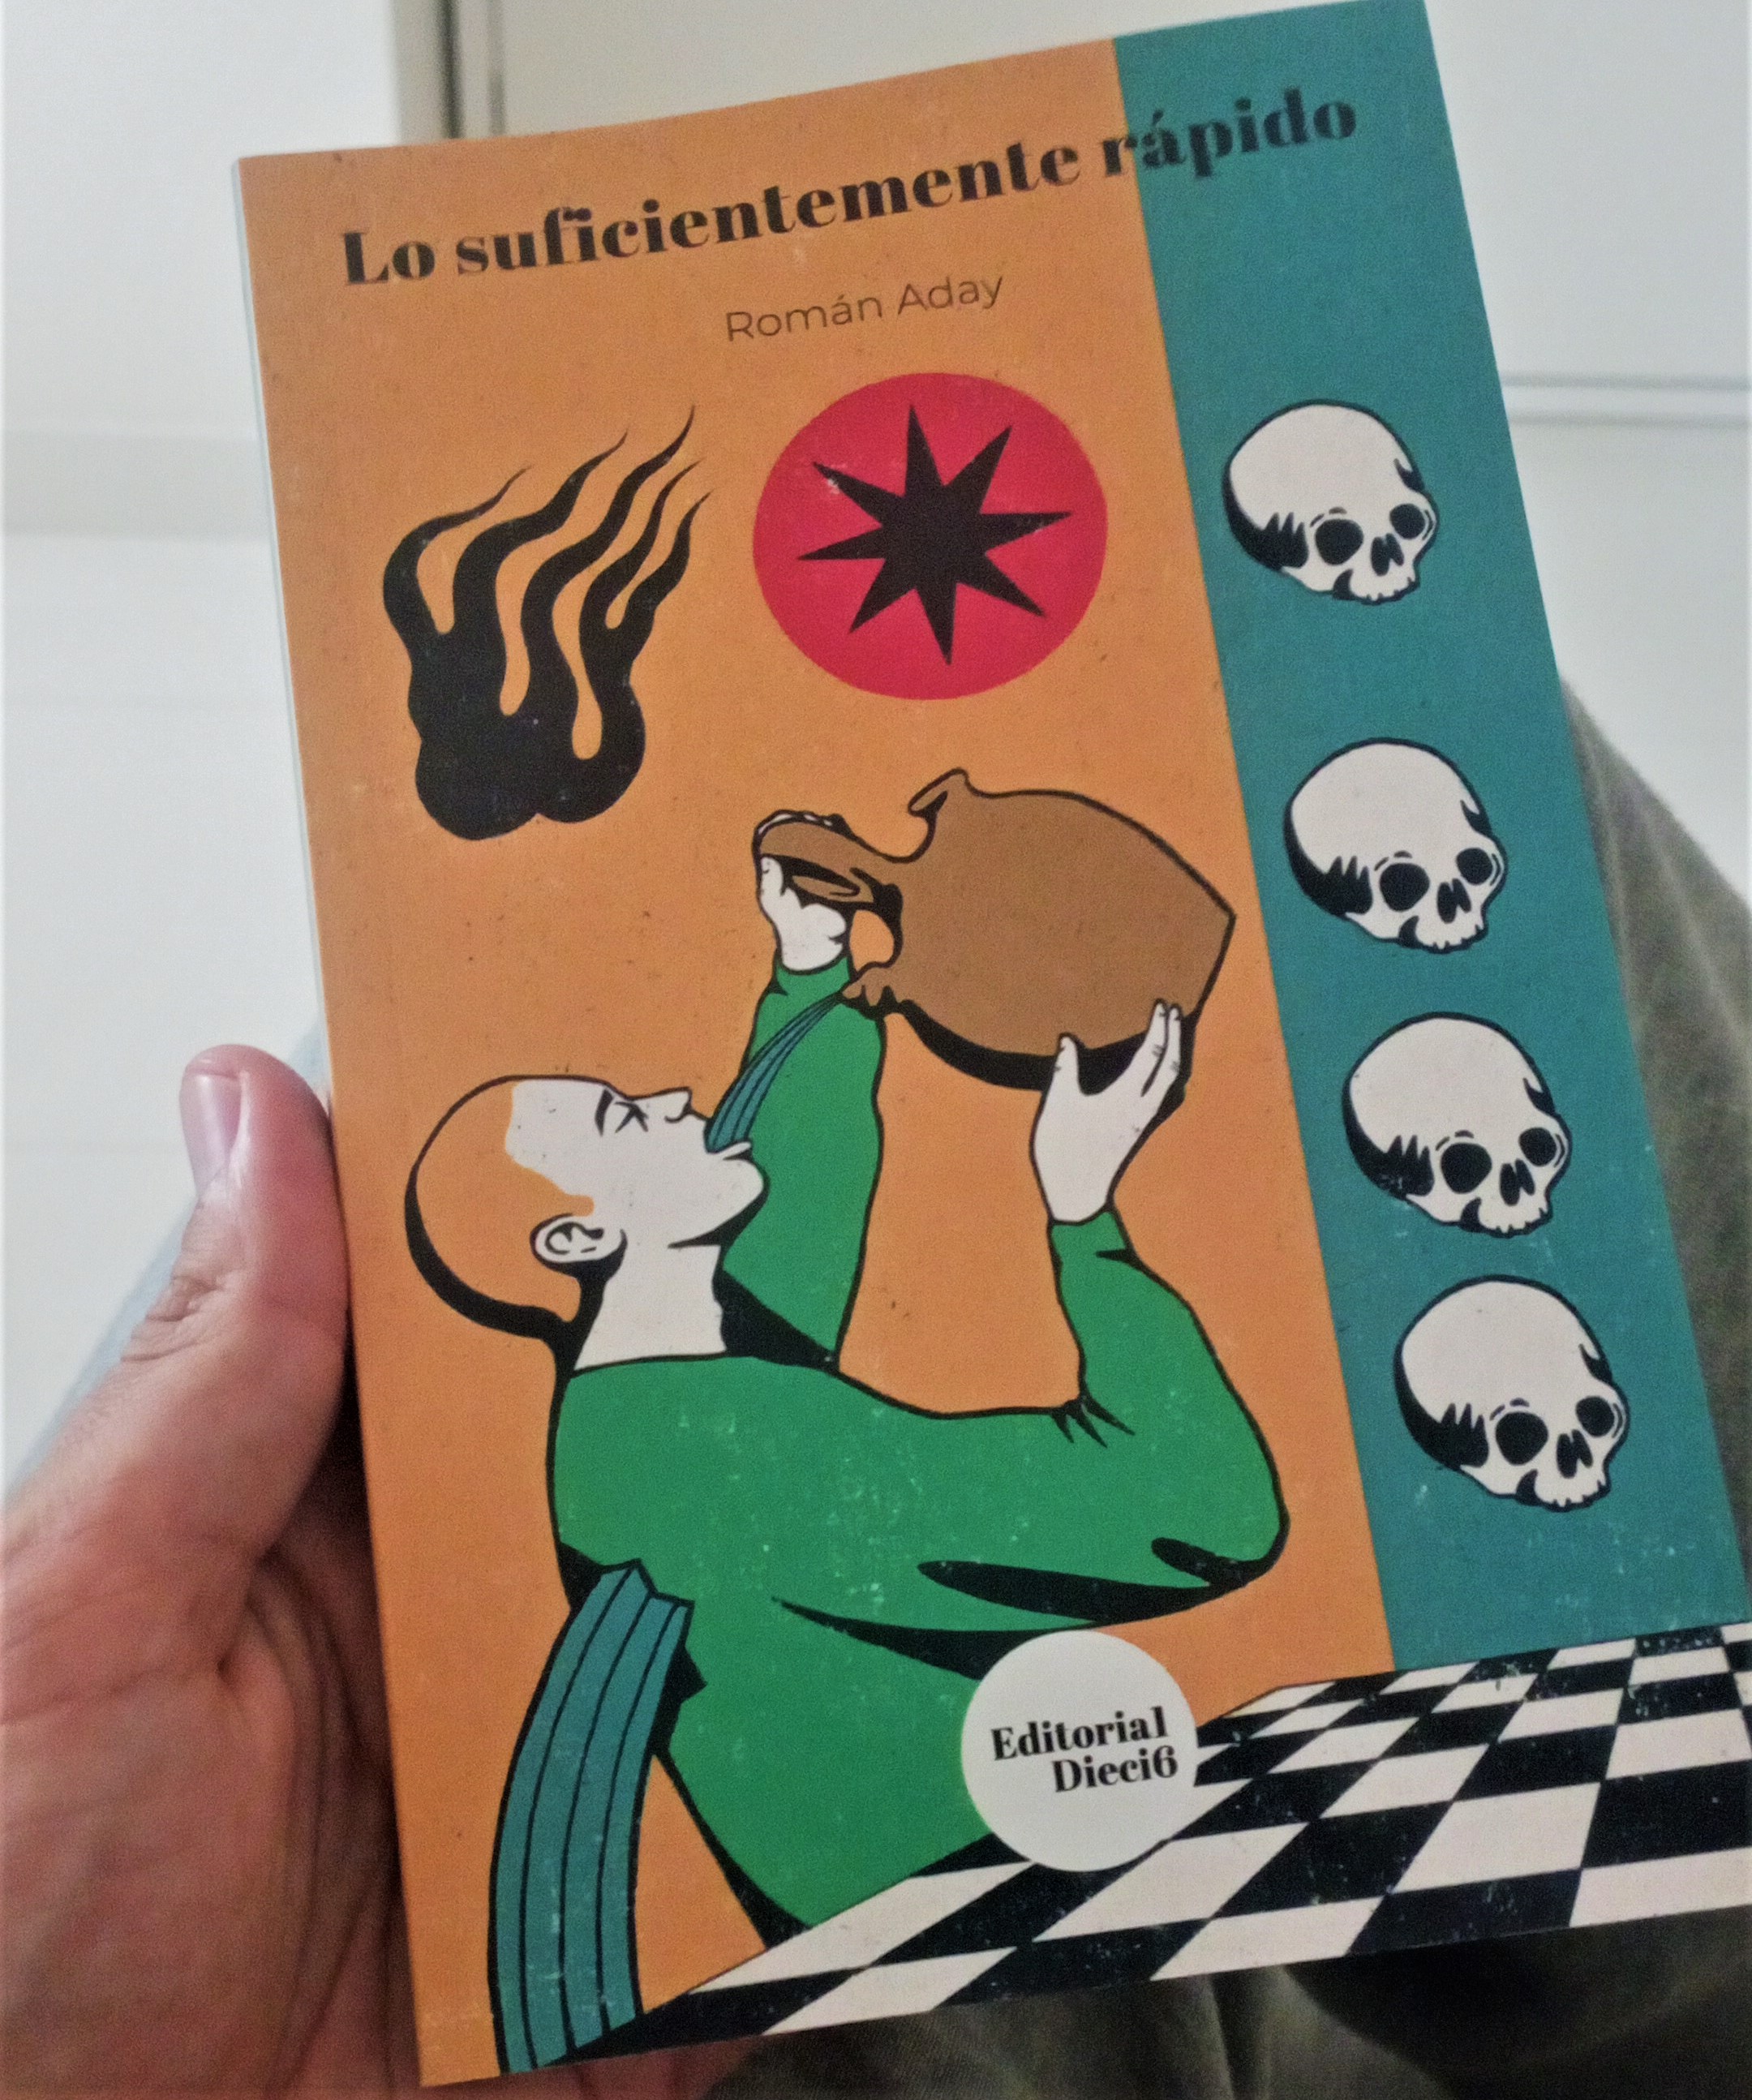 Lo suficientemente rápido
Román Aday
Editorial
Dieci6